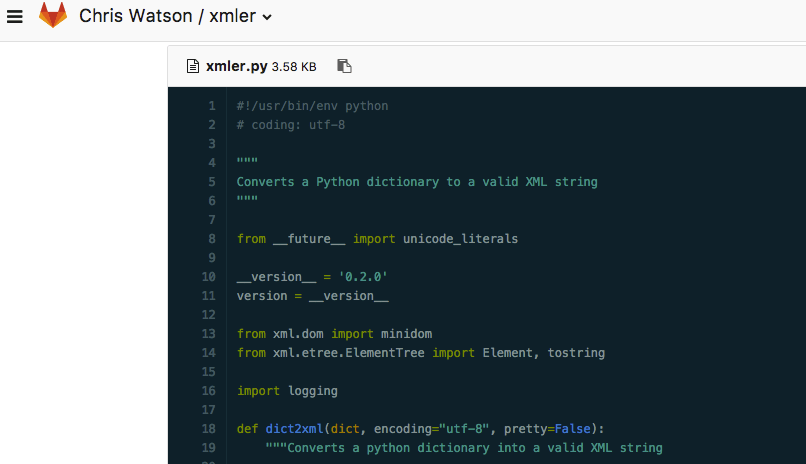 Chris Watson / xmler
xmler.py 3.58 KB
1 #!/usr/bin/env python
2 # coding: utf-8
3
4 """
5 Converts a Python dictionary to a valid XML string
6 """
7
8 from __future__ import unicode_literals
9
10 __version__ = '0.2.0'
11 version = __version__
12
13 from xml.dom import minidom
14 from xml.etree.ElementTree import Element, tostring
15
16 import logging
17
18 def dict2xml(dict, encoding="utf-8", pretty=False):
19     """Converts a python dictionary into a valid XML string